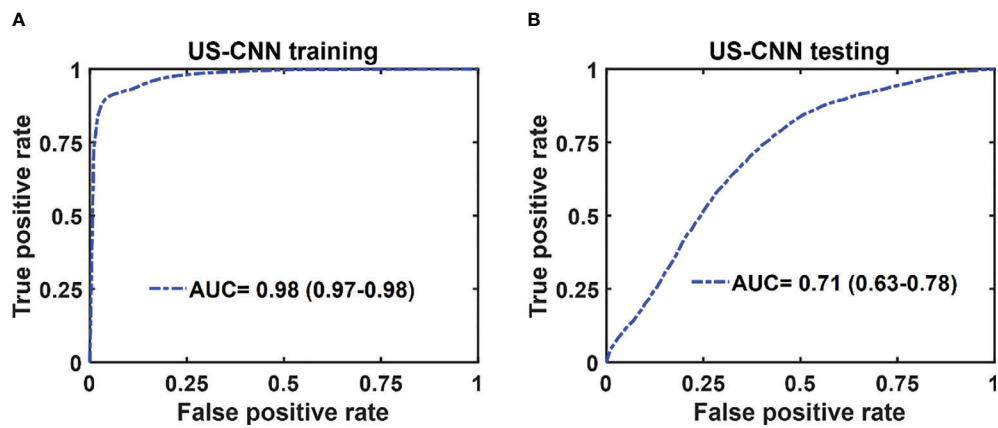 A
US-CNN training
1
0.75
0.5
0.25
0
True positive rate
AUC= 0.98 (0.97-0.98)
0
0.25
0.5
0.75
1
False positive rate
B
US-CNN testing
1
0.75
0.5
0.25
0
True positive rate
AUC= 0.71 (0.63-0.78)
0
0.25
0.5
0.75
1
False positive rate